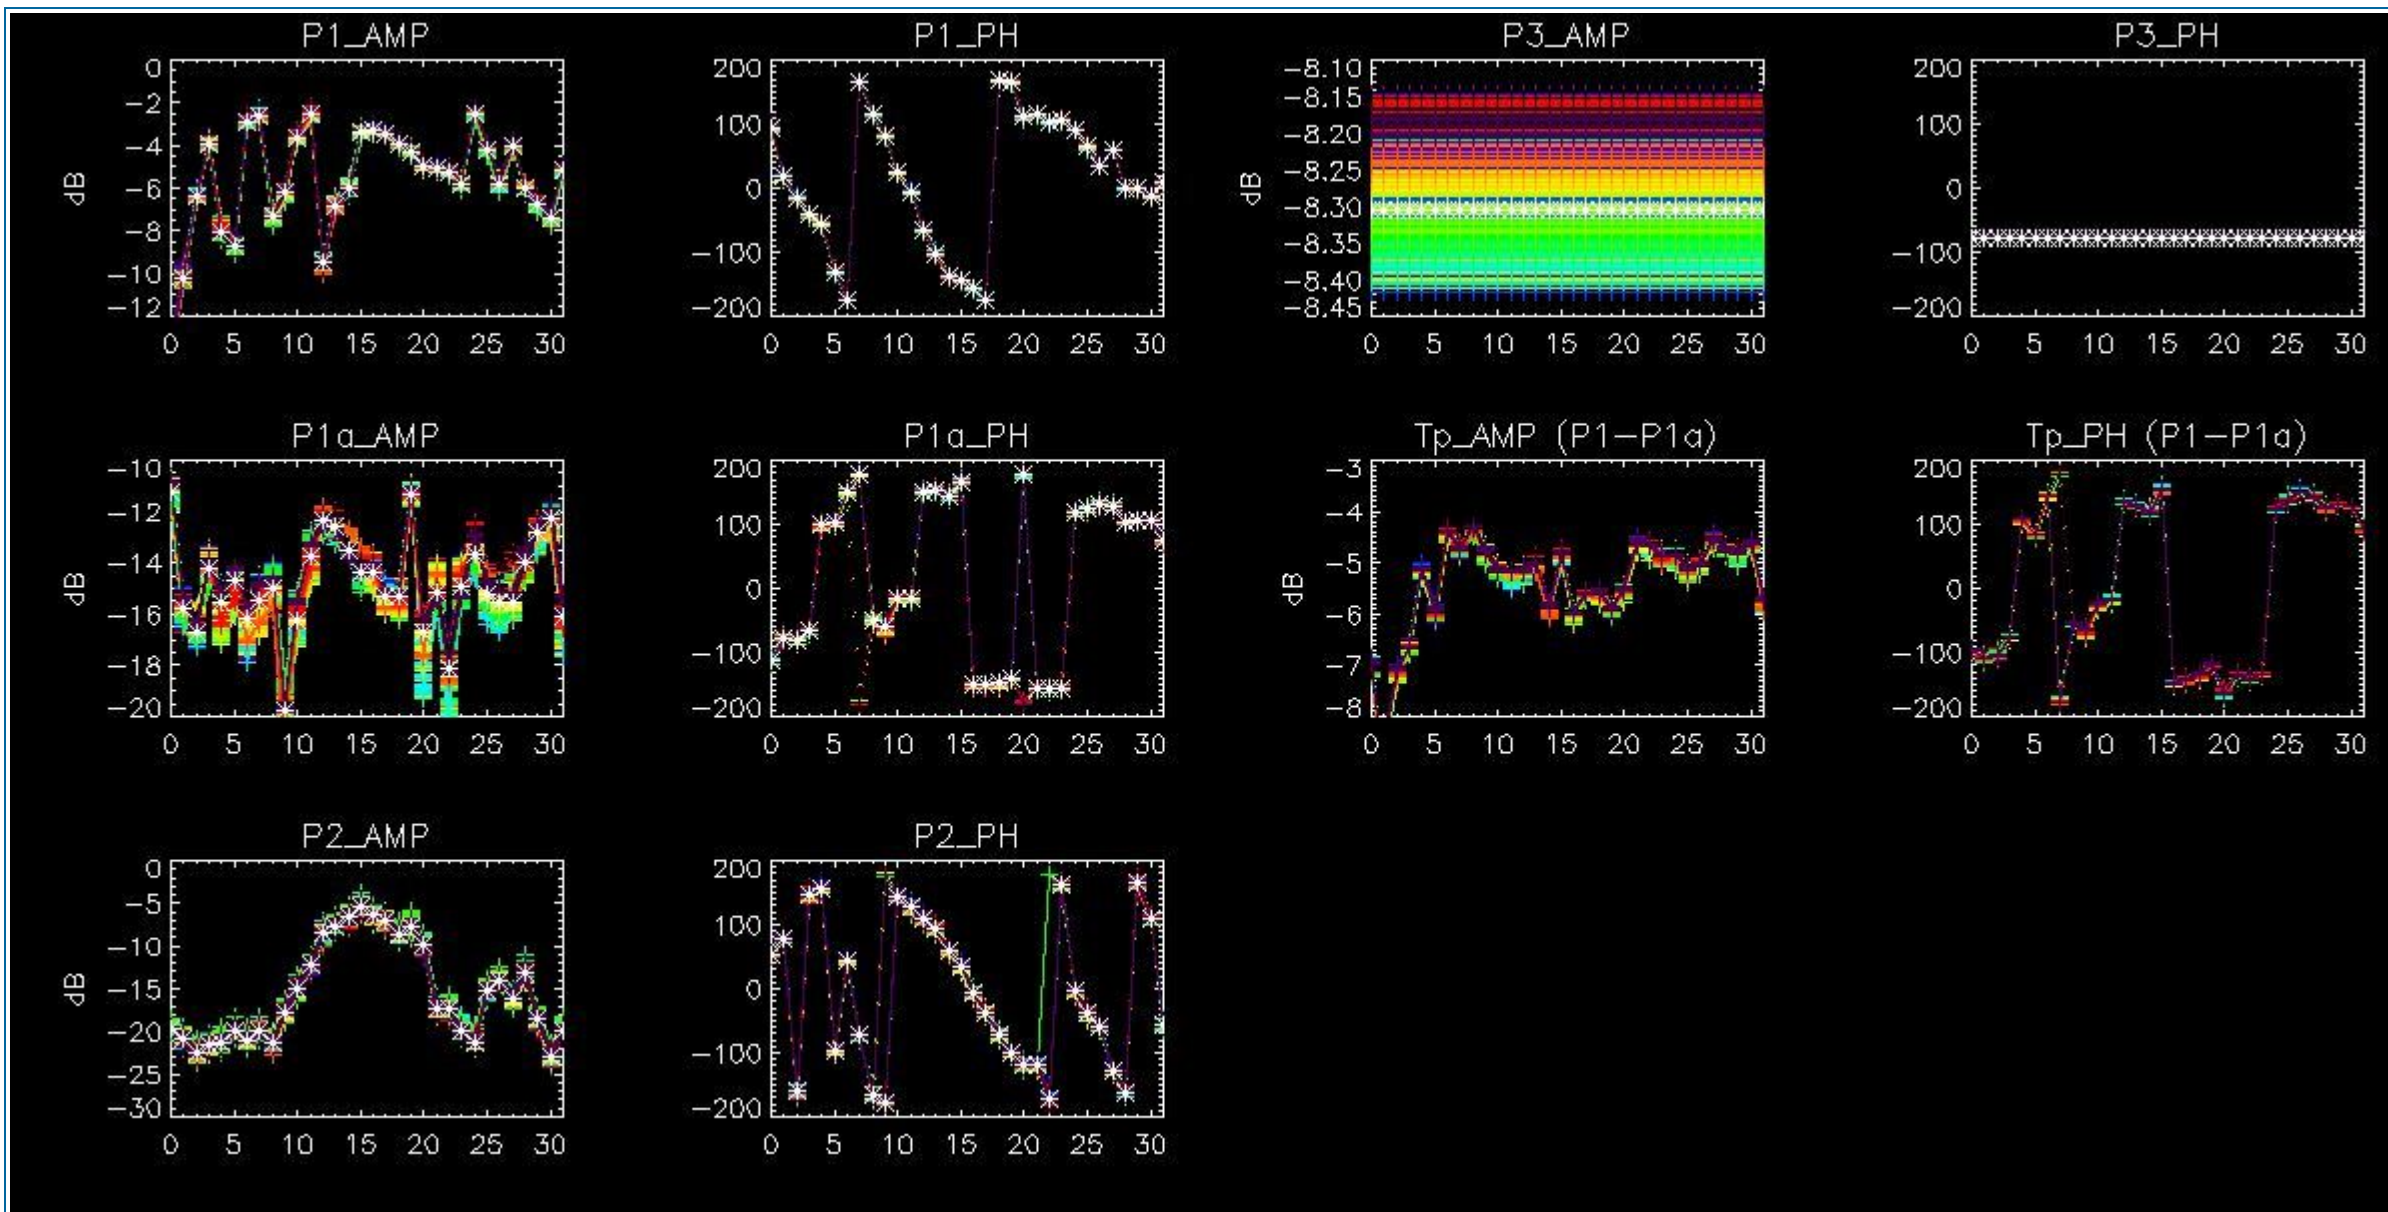 P1_AMP
dB
0
−2
−4
−6
−8
−10
−12
0 5 10 15 20 25 30
P1_PH
200
100
0
−100
−200
0 5 10 15 20 25 30
P3_AMP
dB
−8.10
−8.15
−8.20
−8.25
−8.30
−8.35
−8.40
−8.45
0 5 10 15 20 25 30
P3_PH
200
100
0
−100
−200
0 5 10 15 20 25 30
P1a_AMP
dB
−10
−12
−14
−16
−18
−20
0 5 10 15 20 25 30
P1a_PH
200
100
0
−100
−200
0 5 10 15 20 25 30
Tp_AMP (P1−P1a)
dB
−3
−4
−5
−6
−7
−8
0 5 10 15 20 25 30
Tp_PH (P1−P1a)
200
100
0
−100
−200
0 5 10 15 20 25 30
P2_AMP
dB
0
−5
−10
−15
−20
−25
−30
0 5 10 15 20 25 30
P2_PH
200
100
0
−100
−200
0 5 10 15 20 25 30